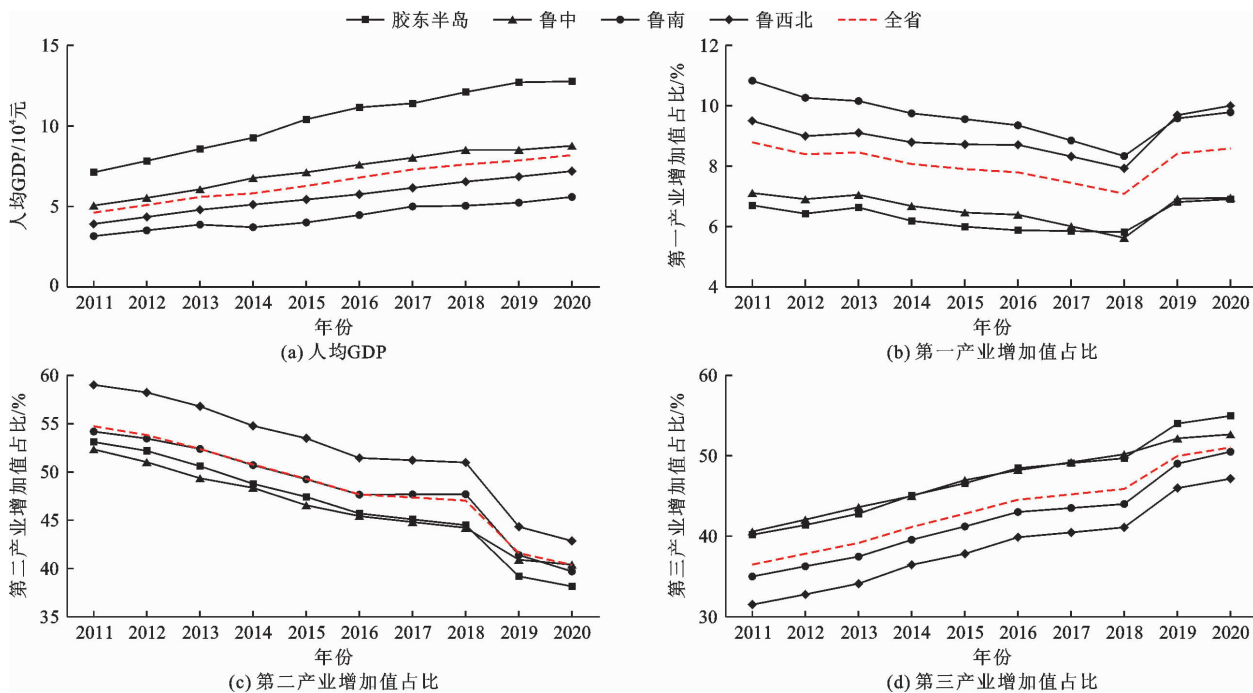 胶东半岛 鲁中 鲁南 鲁西北 全省
人均GDP/10⁴元
15
10
5
0
2011 2012 2013 2014 2015 2016 2017 2018 2019 2020
年份
(a) 人均GDP
第一产业增加值占比/%
12
10
8
6
4
2011 2012 2013 2014 2015 2016 2017 2018 2019 2020
年份
(b) 第一产业增加值占比
第二产业增加值占比/%
60
55
50
45
40
35
2011 2012 2013 2014 2015 2016 2017 2018 2019 2020
年份
(c) 第二产业增加值占比
第三产业增加值占比/%
60
50
40
30
2011 2012 2013 2014 2015 2016 2017 2018 2019 2020
年份
(d) 第三产业增加值占比